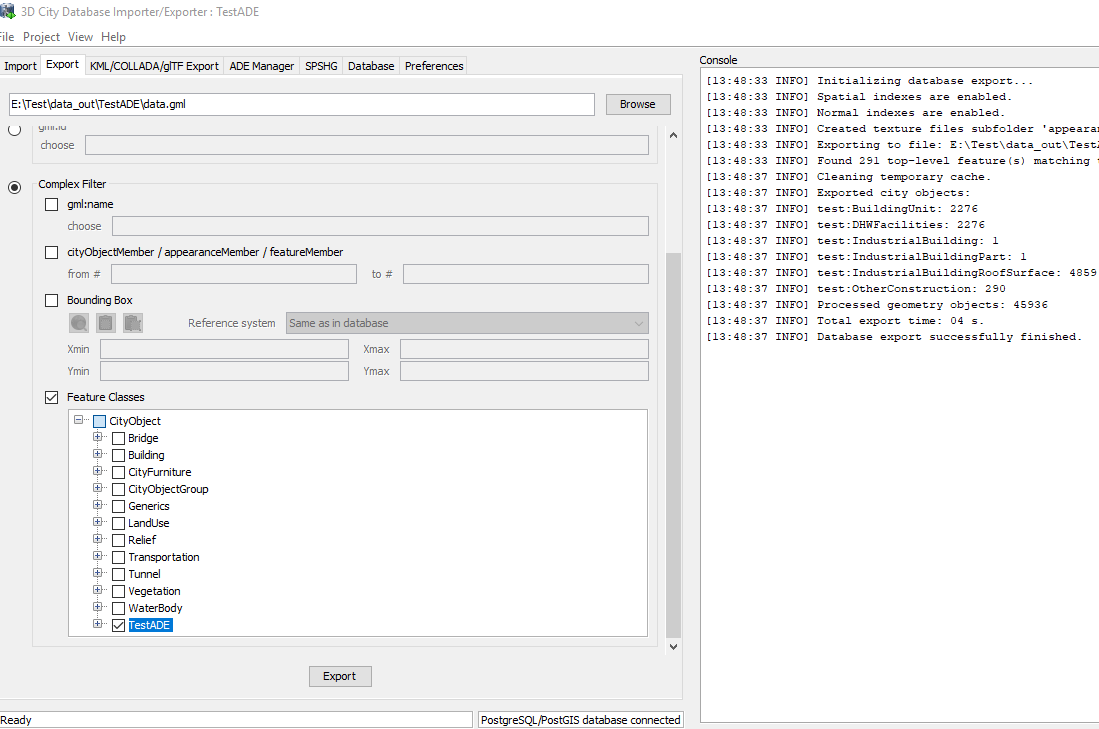 3D City Database Importer/Exporter : TestADE
File Project View Help
Import Export KML/COLLADA/glTF Export ADE Manager SPSHG Database Preferences
E:\Test\data_out\TestADE\data.gml Browse
gml:id
choose
Complex Filter
gml:name
choose
cityObjectMember / appearanceMember / featureMember
from # to #
Bounding Box
Reference system Same as in database
Xmin Xmax
Ymin Ymax
Feature Classes
CityObject
Bridge
Building
CityFurniture
CityObjectGroup
Generics
LandUse
Relief
Transportation
Tunnel
Vegetation
WaterBody
TestADE
Export
Ready PostgreSQL/PostGIS database connected
Console
[13:48:33 INFO] Initializing database export...
[13:48:33 INFO] Spatial indexes are enabled.
[13:48:33 INFO] Normal indexes are enabled.
[13:48:33 INFO] Created texture files subfolder 'appearan
[13:48:33 INFO] Exporting to file: E:\Test\data_out\TestA
[13:48:33 INFO] Found 291 top-level feature(s) matching t
[13:48:37 INFO] Cleaning temporary cache.
[13:48:37 INFO] Exported city objects:
[13:48:37 INFO] test:BuildingUnit: 2276
[13:48:37 INFO] test:DHWFacilities: 2276
[13:48:37 INFO] test:IndustrialBuilding: 1
[13:48:37 INFO] test:IndustrialBuildingPart: 1
[13:48:37 INFO] test:IndustrialBuildingRoofSurface: 4859
[13:48:37 INFO] test:OtherConstruction: 290
[13:48:37 INFO] Processed geometry objects: 45936
[13:48:37 INFO] Total export time: 04 s.
[13:48:37 INFO] Database export successfully finished.